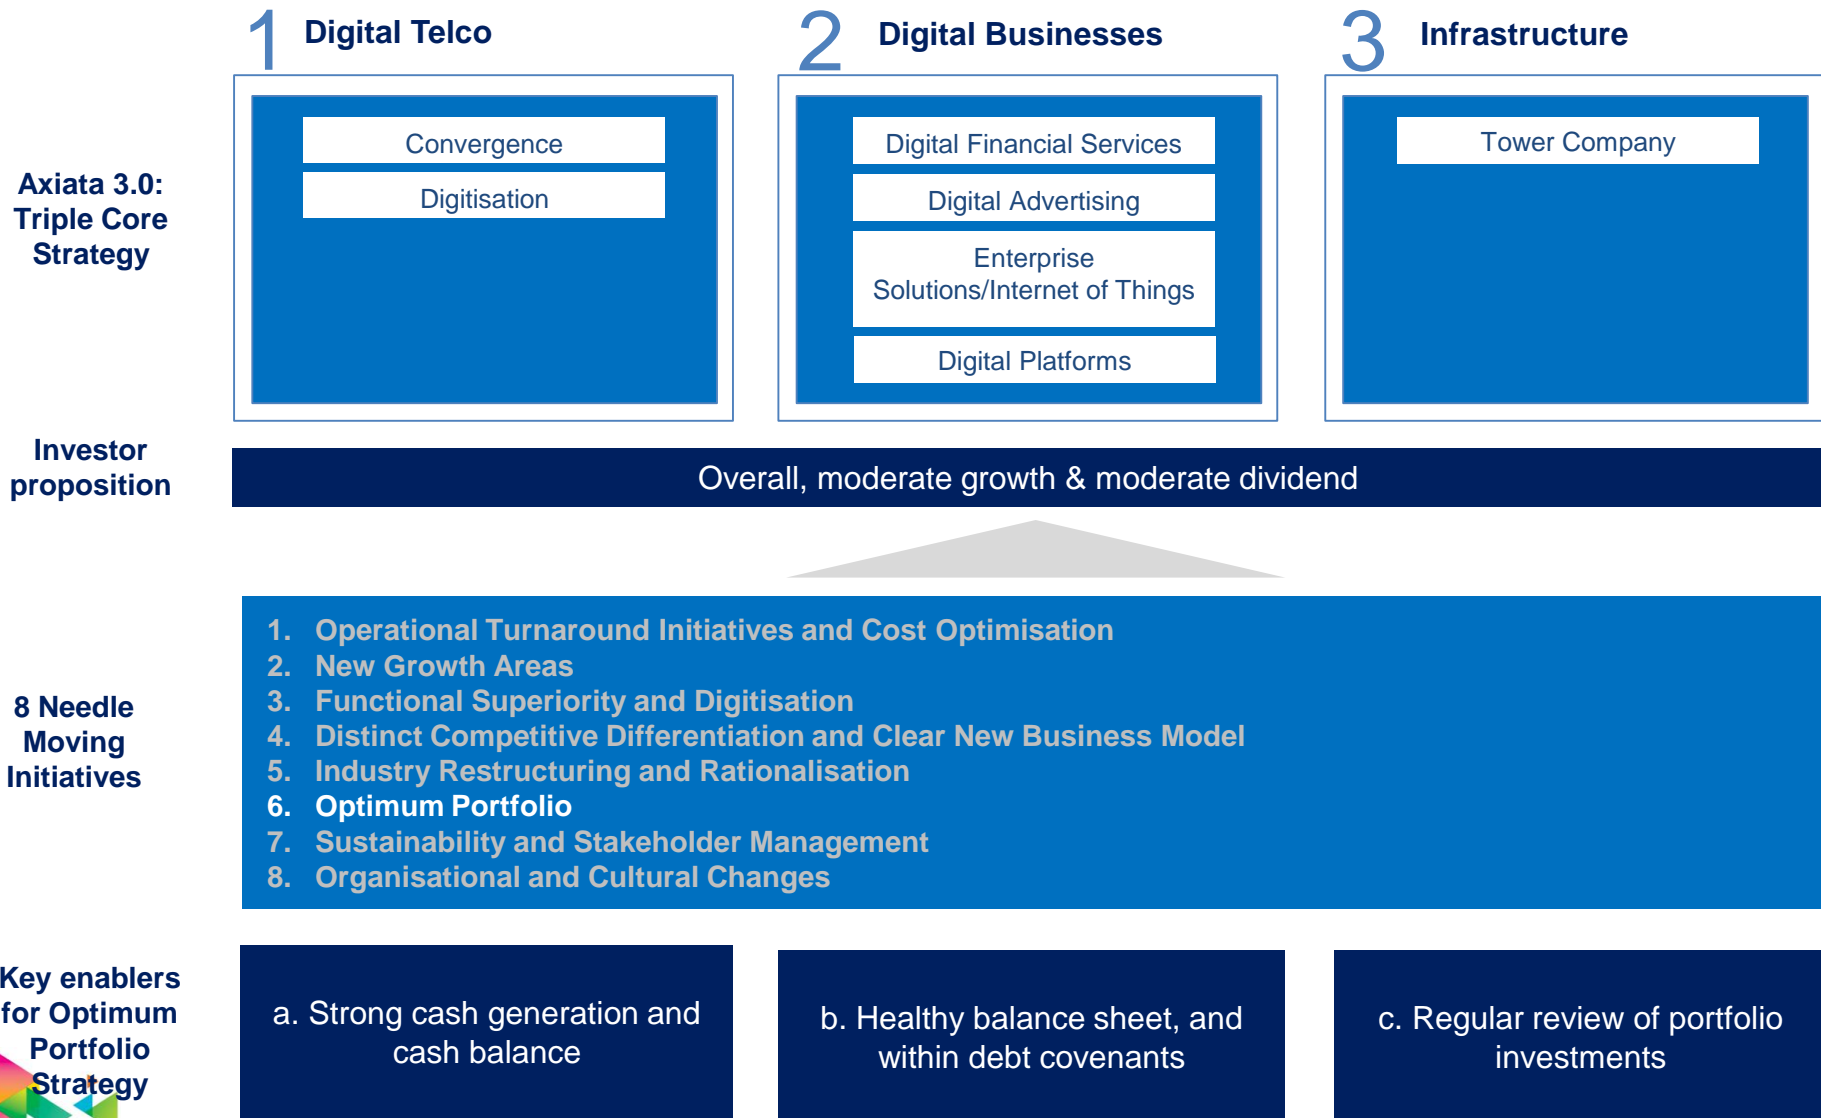 1 Digital Telco
2 Digital Businesses
3 Infrastructure
Axiata 3.0:
Triple Core
Strategy
Convergence
Digitisation
Digital Financial Services
Digital Advertising
Enterprise
Solutions/Internet of Things
Digital Platforms
Tower Company
Investor
proposition
Overall, moderate growth & moderate dividend
8 Needle
Moving
Initiatives
1. Operational Turnaround Initiatives and Cost Optimisation
2. New Growth Areas
3. Functional Superiority and Digitisation
4. Distinct Competitive Differentiation and Clear New Business Model
5. Industry Restructuring and Rationalisation
6. Optimum Portfolio
7. Sustainability and Stakeholder Management
8. Organisational and Cultural Changes
Key enablers
for Optimum
Portfolio
Strategy
a. Strong cash generation and
cash balance
b. Healthy balance sheet, and
within debt covenants
c. Regular review of portfolio
investments